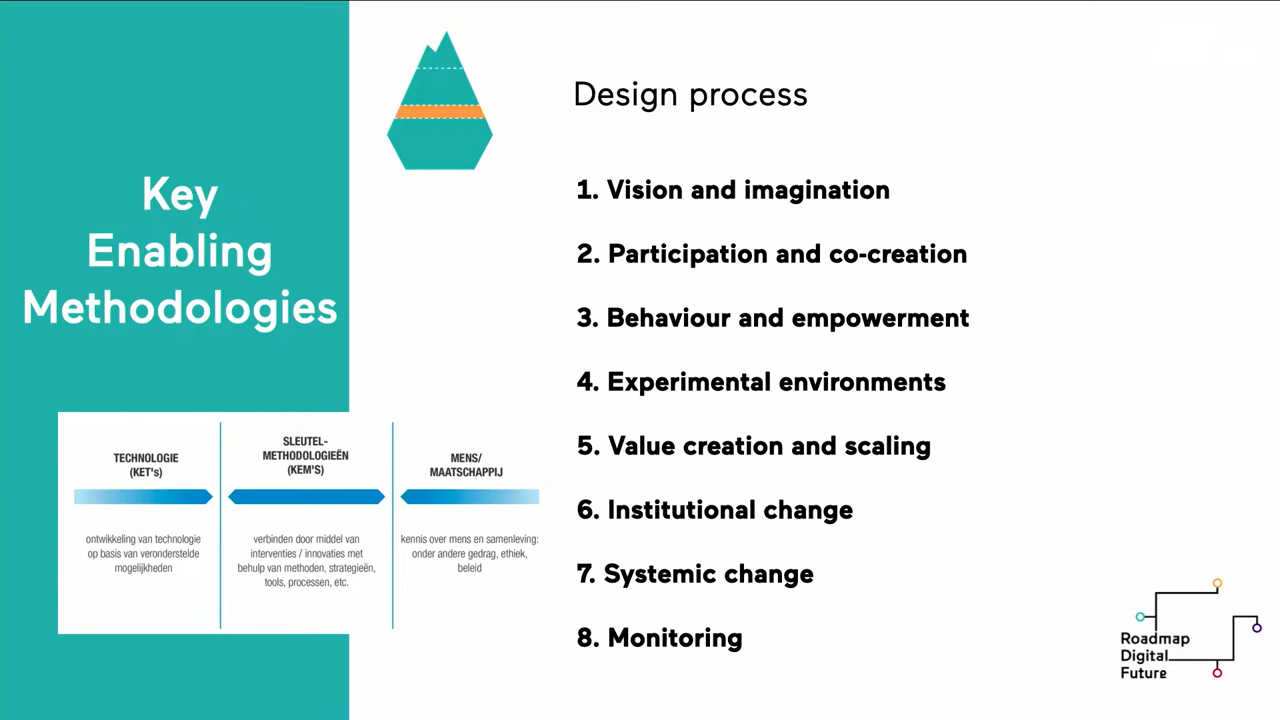 Key
Enabling
Methodologies
TECHNOLOGIE
(KET's)
ontwikkeling van technologie
op basis van veronderstelde
mogelijkheden
SLEUTEL-
METHODOLOGIEËN
(KEM'S)
verbinden door middel van
interventies / innovaties met
behulp van methoden, strategieën,
tools, processen, etc.
MENS/
MAATSCHAPPIJ
kennis over mens en samenleving:
onder andere gedrag, ethiek,
beleid
Design process
1. Vision and imagination
2. Participation and co-creation
3. Behaviour and empowerment
4. Experimental environments
5. Value creation and scaling
6. Institutional change
7. Systemic change
8. Monitoring
Roadmap
Digital
Future